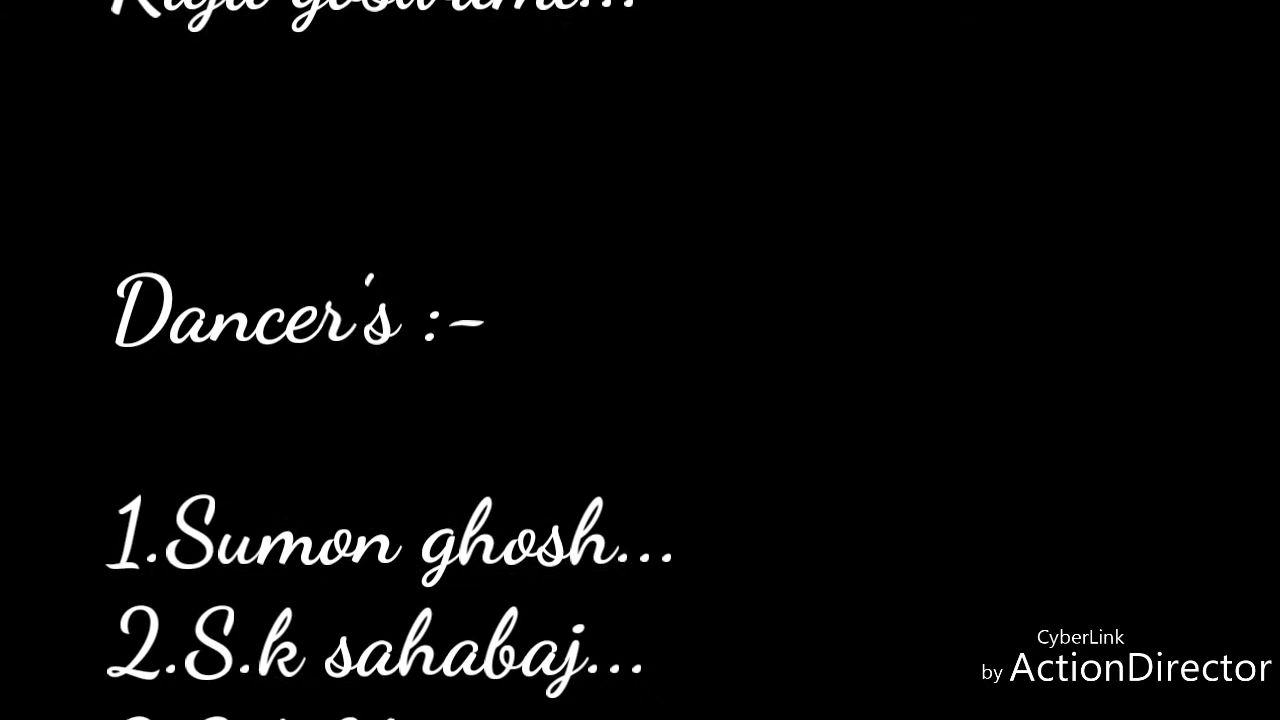 Dancer's :-
1.Sumon ghosh...
2.S.k sahabaj...
CyberLink
by ActionDirector